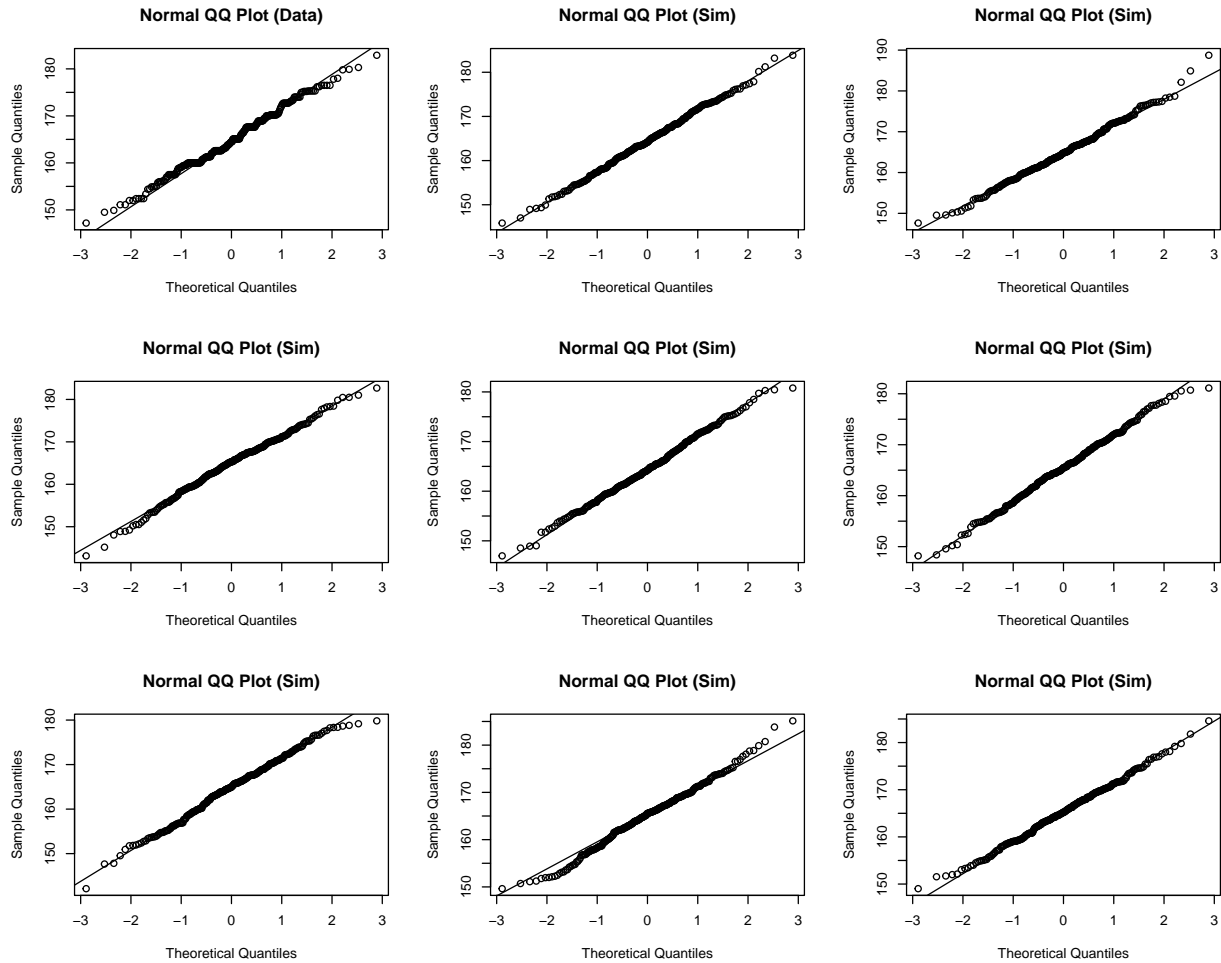 Normal QQ Plot (Data)
Sample Quantiles
150 160 170 180
−3 −2 −1 0 1 2 3
Theoretical Quantiles
Normal QQ Plot (Sim)
Sample Quantiles
150 160 170 180
−3 −2 −1 0 1 2 3
Theoretical Quantiles
Normal QQ Plot (Sim)
Sample Quantiles
150 160 170 180 190
−3 −2 −1 0 1 2 3
Theoretical Quantiles
Normal QQ Plot (Sim)
Sample Quantiles
150 160 170 180
−3 −2 −1 0 1 2 3
Theoretical Quantiles
Normal QQ Plot (Sim)
Sample Quantiles
150 160 170 180
−3 −2 −1 0 1 2 3
Theoretical Quantiles
Normal QQ Plot (Sim)
Sample Quantiles
150 160 170 180
−3 −2 −1 0 1 2 3
Theoretical Quantiles
Normal QQ Plot (Sim)
Sample Quantiles
150 160 170 180
−3 −2 −1 0 1 2 3
Theoretical Quantiles
Normal QQ Plot (Sim)
Sample Quantiles
150 160 170 180
−3 −2 −1 0 1 2 3
Theoretical Quantiles
Normal QQ Plot (Sim)
Sample Quantiles
150 160 170 180
−3 −2 −1 0 1 2 3
Theoretical Quantiles